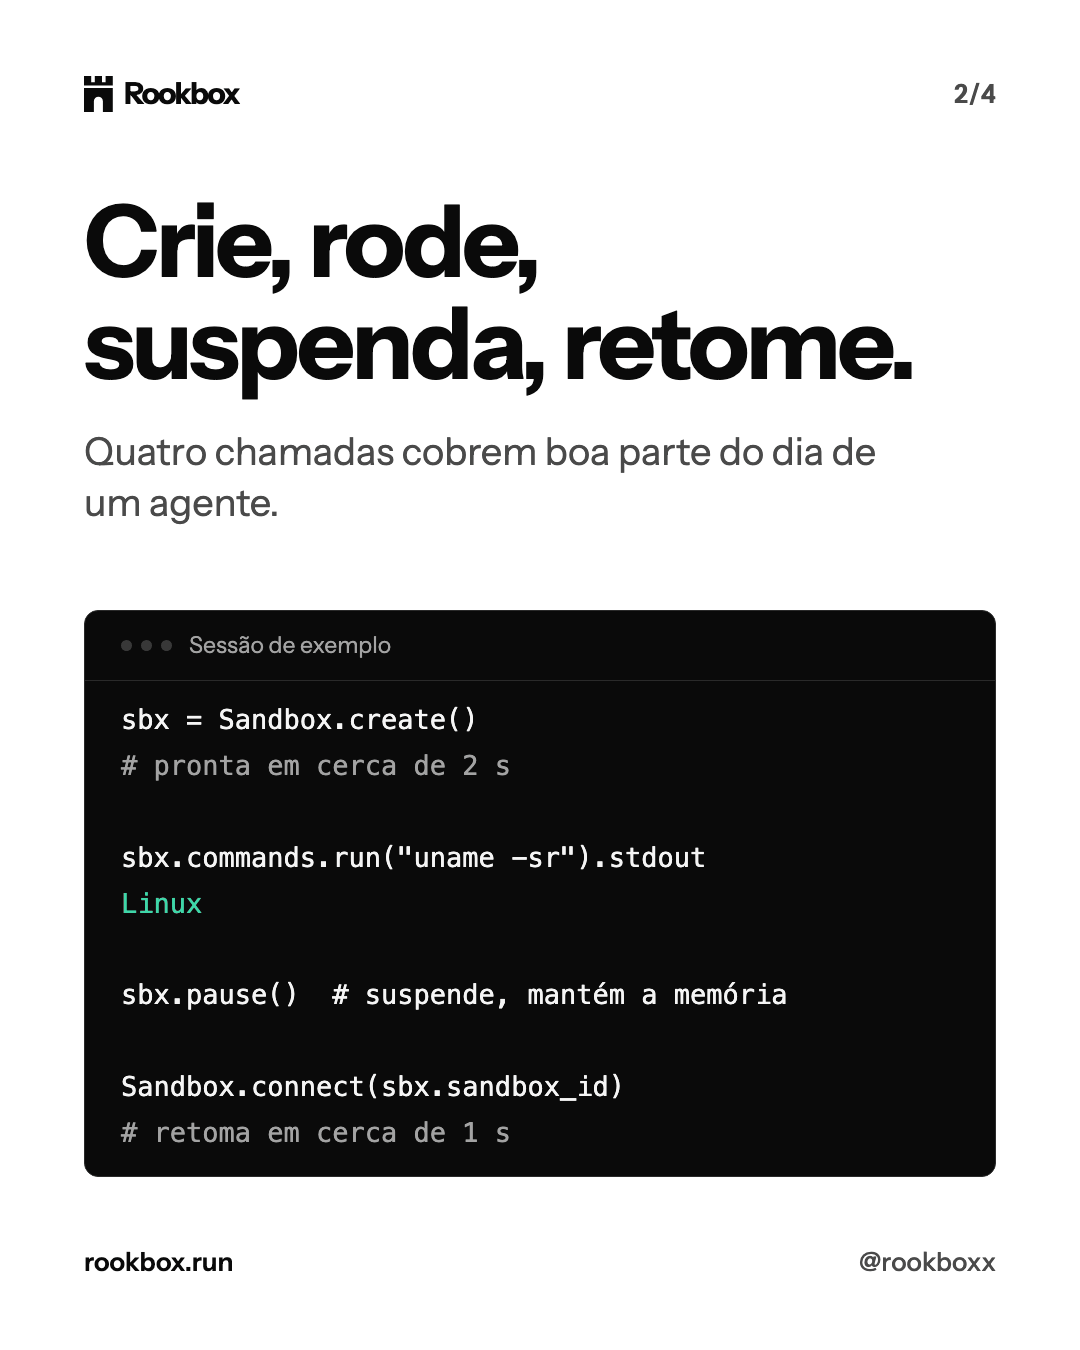 Rookbox
2/4
Crie, rode,
suspenda, retome.
Quatro chamadas cobrem boa parte do dia de
um agente.
Sessão de exemplo
sbx = Sandbox.create()
# pronta em cerca de 2 s
sbx.commands.run("uname -sr").stdout
Linux
sbx.pause()  # suspende, mantém a memória
Sandbox.connect(sbx.sandbox_id)
# retoma em cerca de 1 s
rookbox.run
@rookboxx